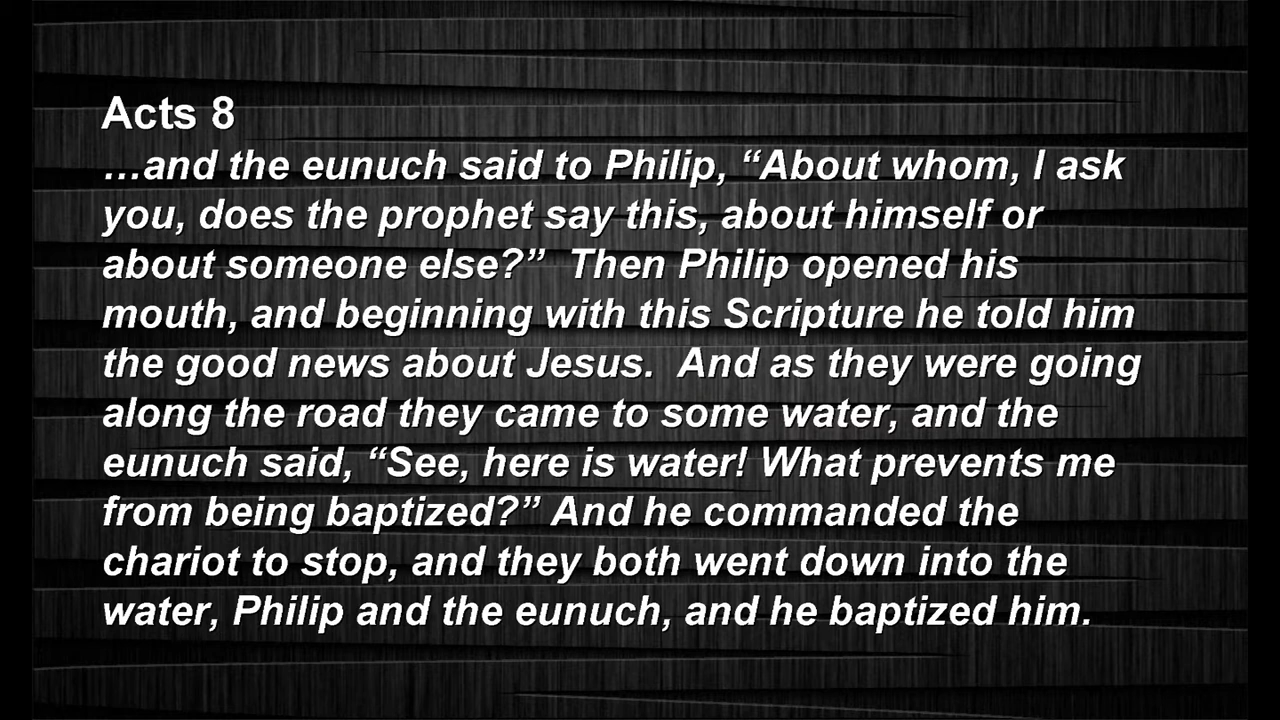 Acts 8
…and the eunuch said to Philip, “About whom, I ask
you, does the prophet say this, about himself or
about someone else?”  Then Philip opened his
mouth, and beginning with this Scripture he told him
the good news about Jesus.  And as they were going
along the road they came to some water, and the
eunuch said, “See, here is water! What prevents me
from being baptized?” And he commanded the
chariot to stop, and they both went down into the
water, Philip and the eunuch, and he baptized him.